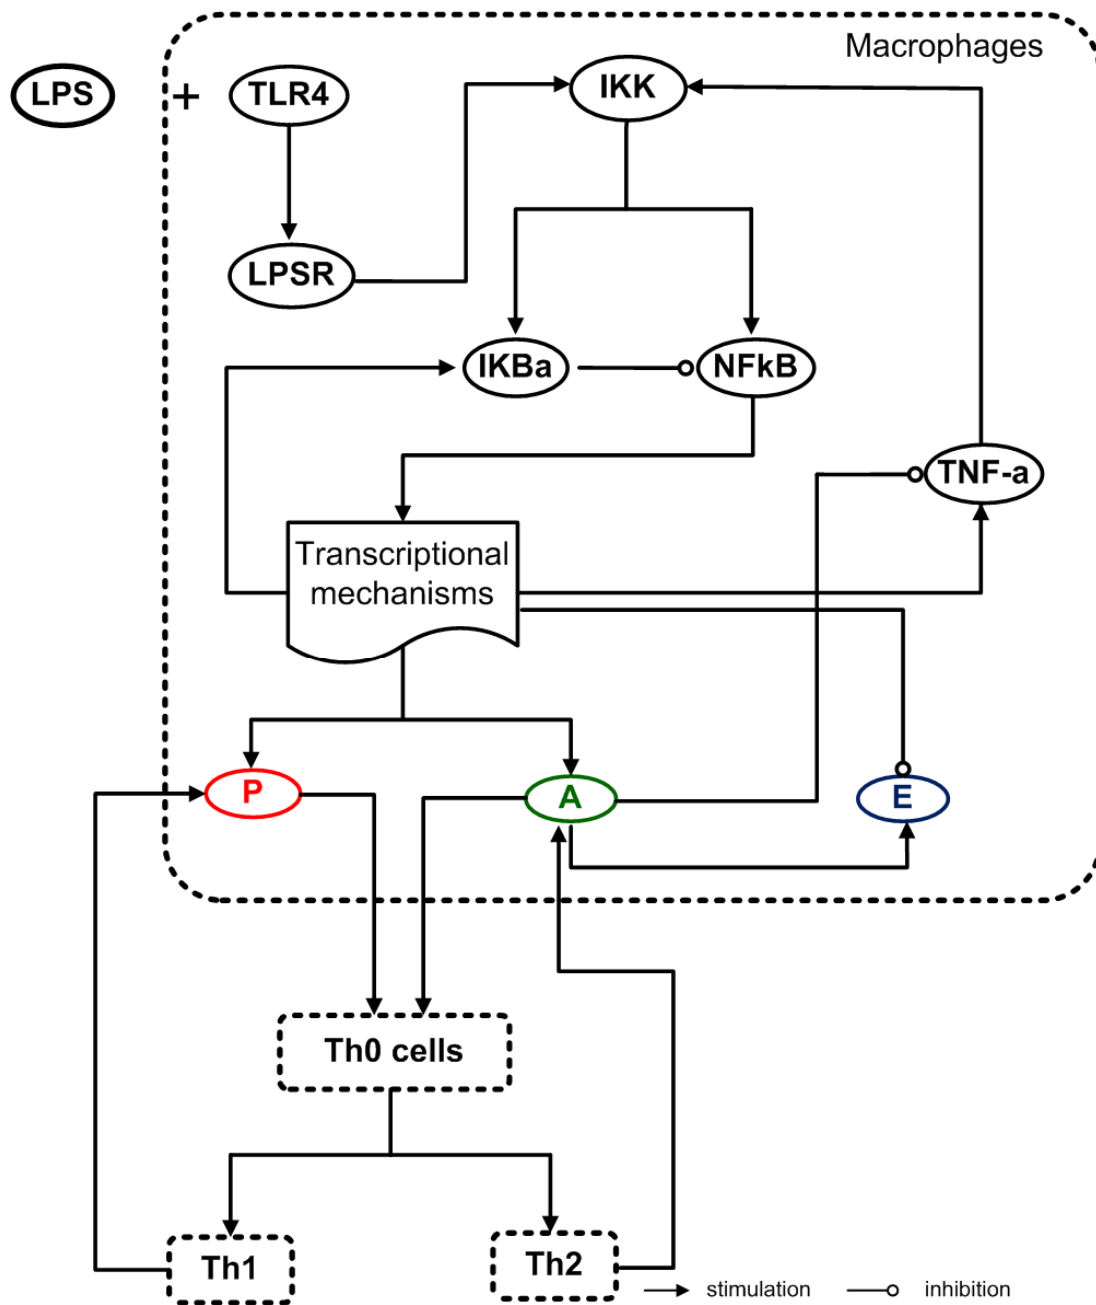 Macrophages
LPS
+
TLR4
IKK
LPSR
IKBa
NFkB
TNF-a
Transcriptional
mechanisms
P
A
E
Th0 cells
Th1
Th2
stimulation
inhibition